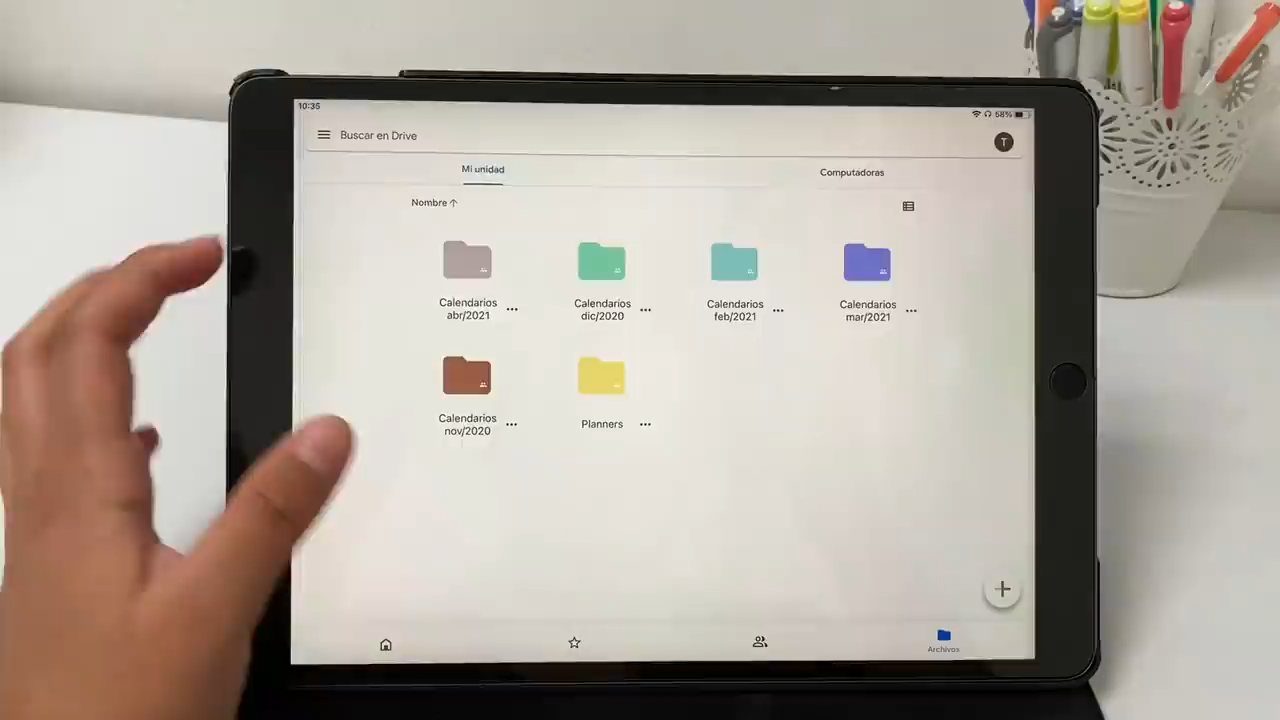 10:35
58%
Buscar en Drive
T
Mi unidad
Computadoras
Nombre
Calendarios
abr/2021
Calendarios
dic/2020
Calendarios
feb/2021
Calendarios
mar/2021
Calendarios
nov/2020
Planners
Archivos